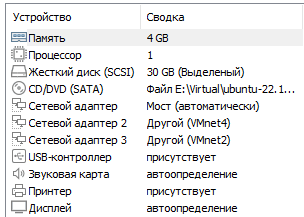 Устройство Сводка
Память 4 GB
Процессор 1
Жесткий диск (SCSI) 30 GB (Выделеный)
CD/DVD (SATA) Файл E:\Virtual\ubuntu-22.1...
Сетевой адаптер Мост (автоматически)
Сетевой адаптер 2 Другой (VMnet4)
Сетевой адаптер 3 Другой (VMnet2)
USB-контроллер присутствует
Звуковая карта автоопределение
Принтер присутствует
Дисплей автоопределение